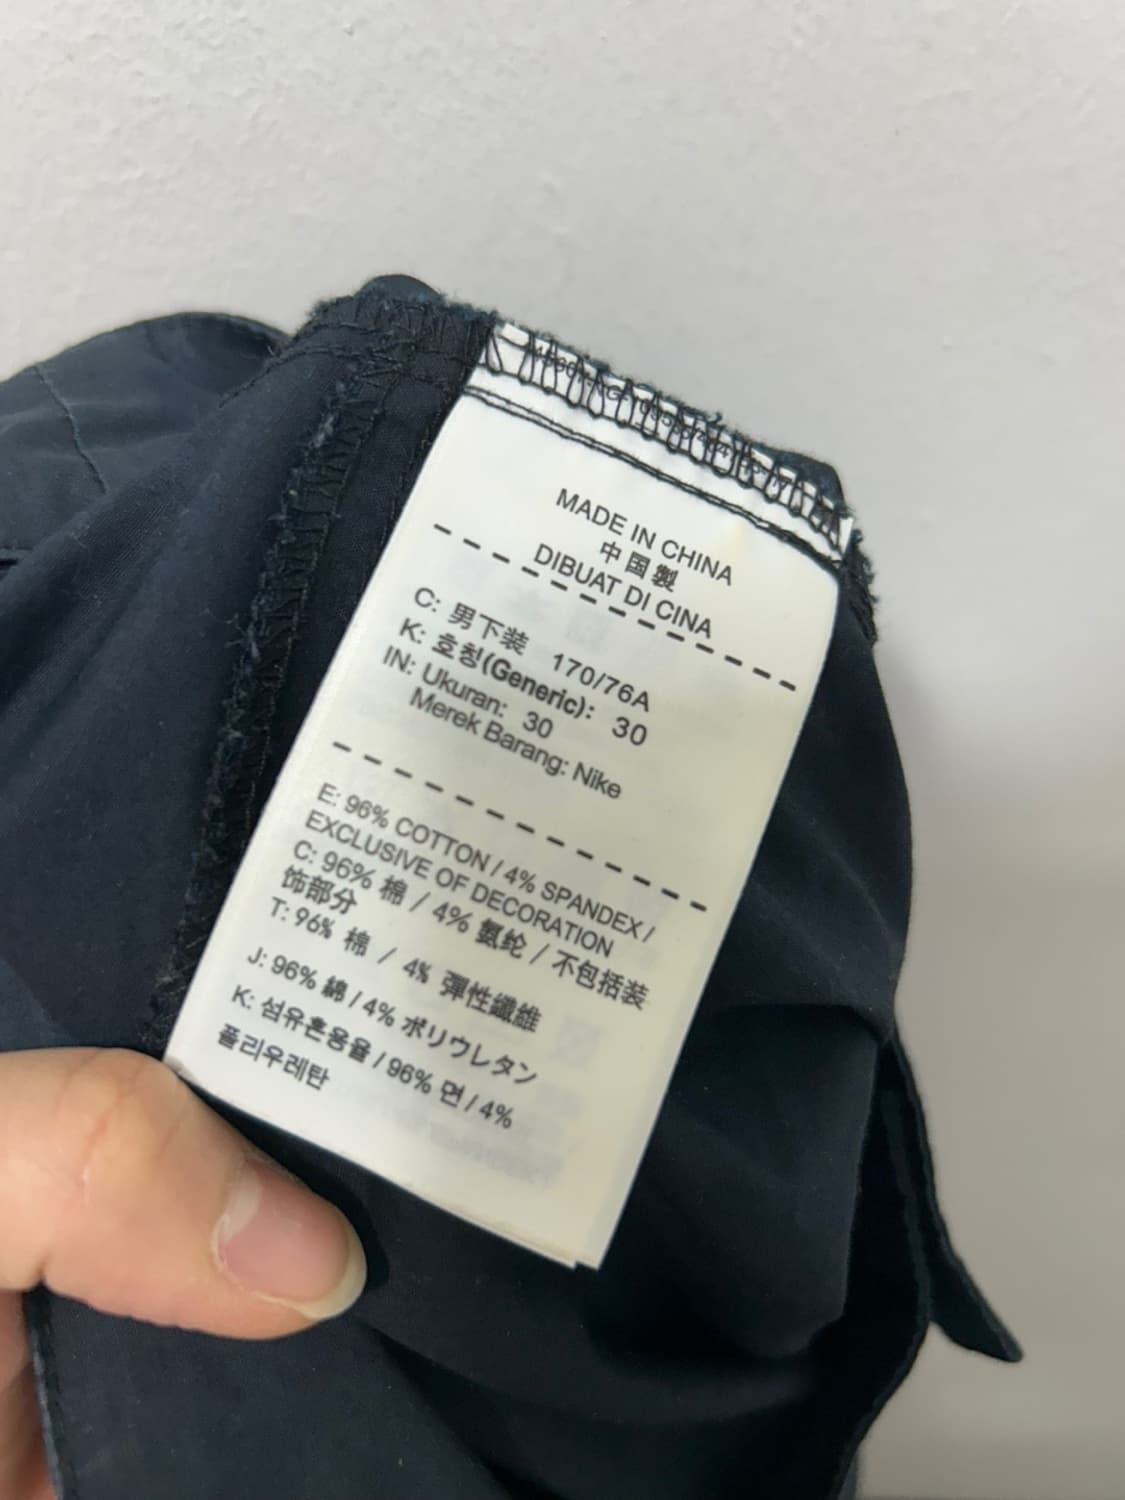 MADE IN CHINA
中国製
DIBUAT DI CINA
C: 男下装 170/76A
K: 호칭(Generic): 30
IN: Ukuran: 30
Merek Barang: Nike
E: 96% COTTON / 4% SPANDEX /
EXCLUSIVE OF DECORATION
C: 96% 棉 / 4% 氨纶 / 不包括装
饰部分
T: 96% 棉 / 4% 彈性纖維
J: 96% 綿 / 4% ポリウレタン
K: 섬유혼용율 / 96% 면 / 4%
폴리우레탄